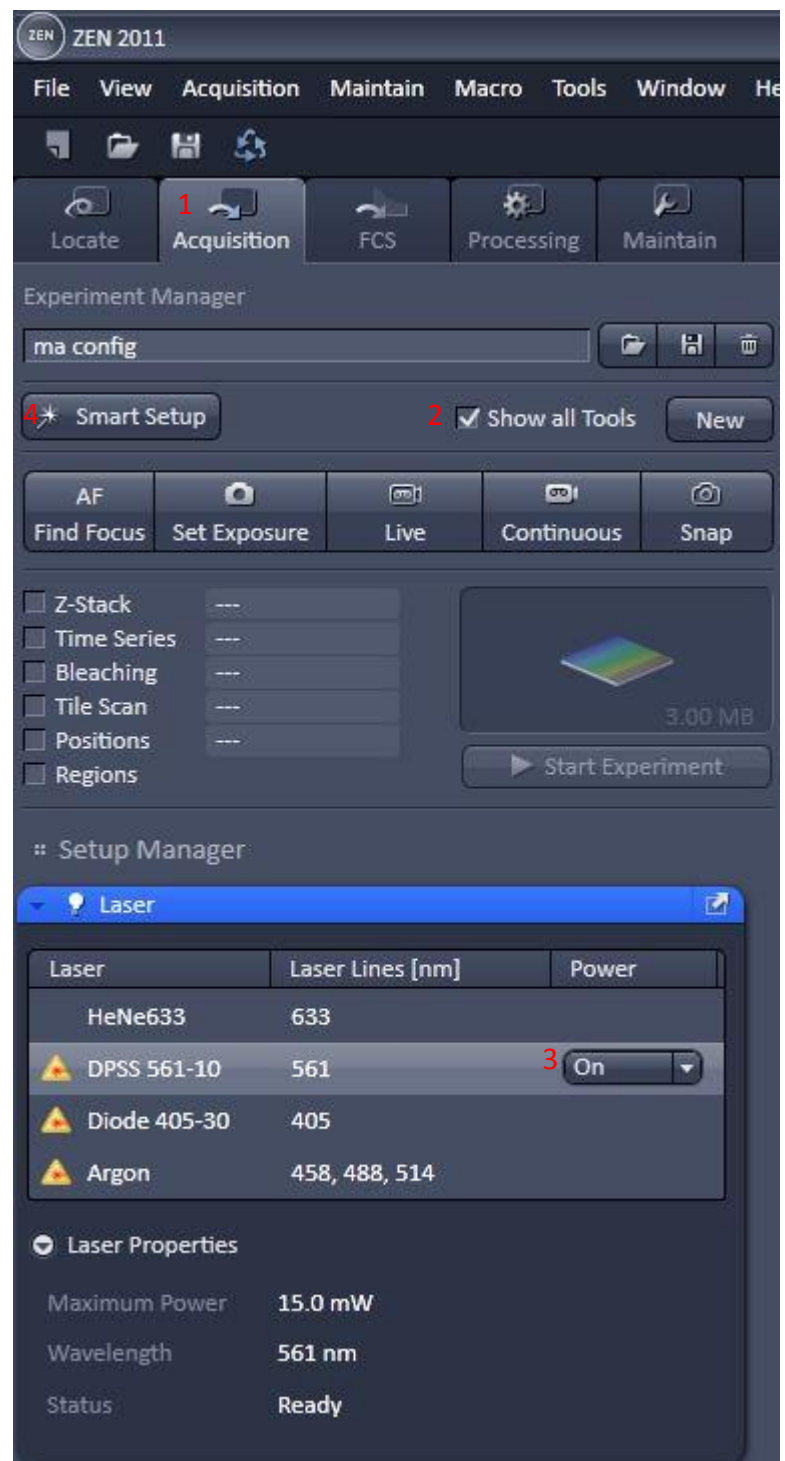 ZEN ZEN 2011
File View Acquisition Maintain Macro Tools Window He
1
Locate Acquisition FCS Processing Maintain
Experiment Manager
ma config
4 Smart Setup 2 Show all Tools New
AF
Find Focus Set Exposure Live Continuous Snap
Z-Stack ---
Time Series ---
Bleaching ---
Tile Scan --- 3.00 MB
Positions ---
Regions Start Experiment
Setup Manager
Laser
Laser Laser Lines [nm] Power
HeNe633 633
DPSS 561-10 561 3 On
Diode 405-30 405
Argon 458, 488, 514
Laser Properties
Maximum Power 15.0 mW
Wavelength 561 nm
Status Ready